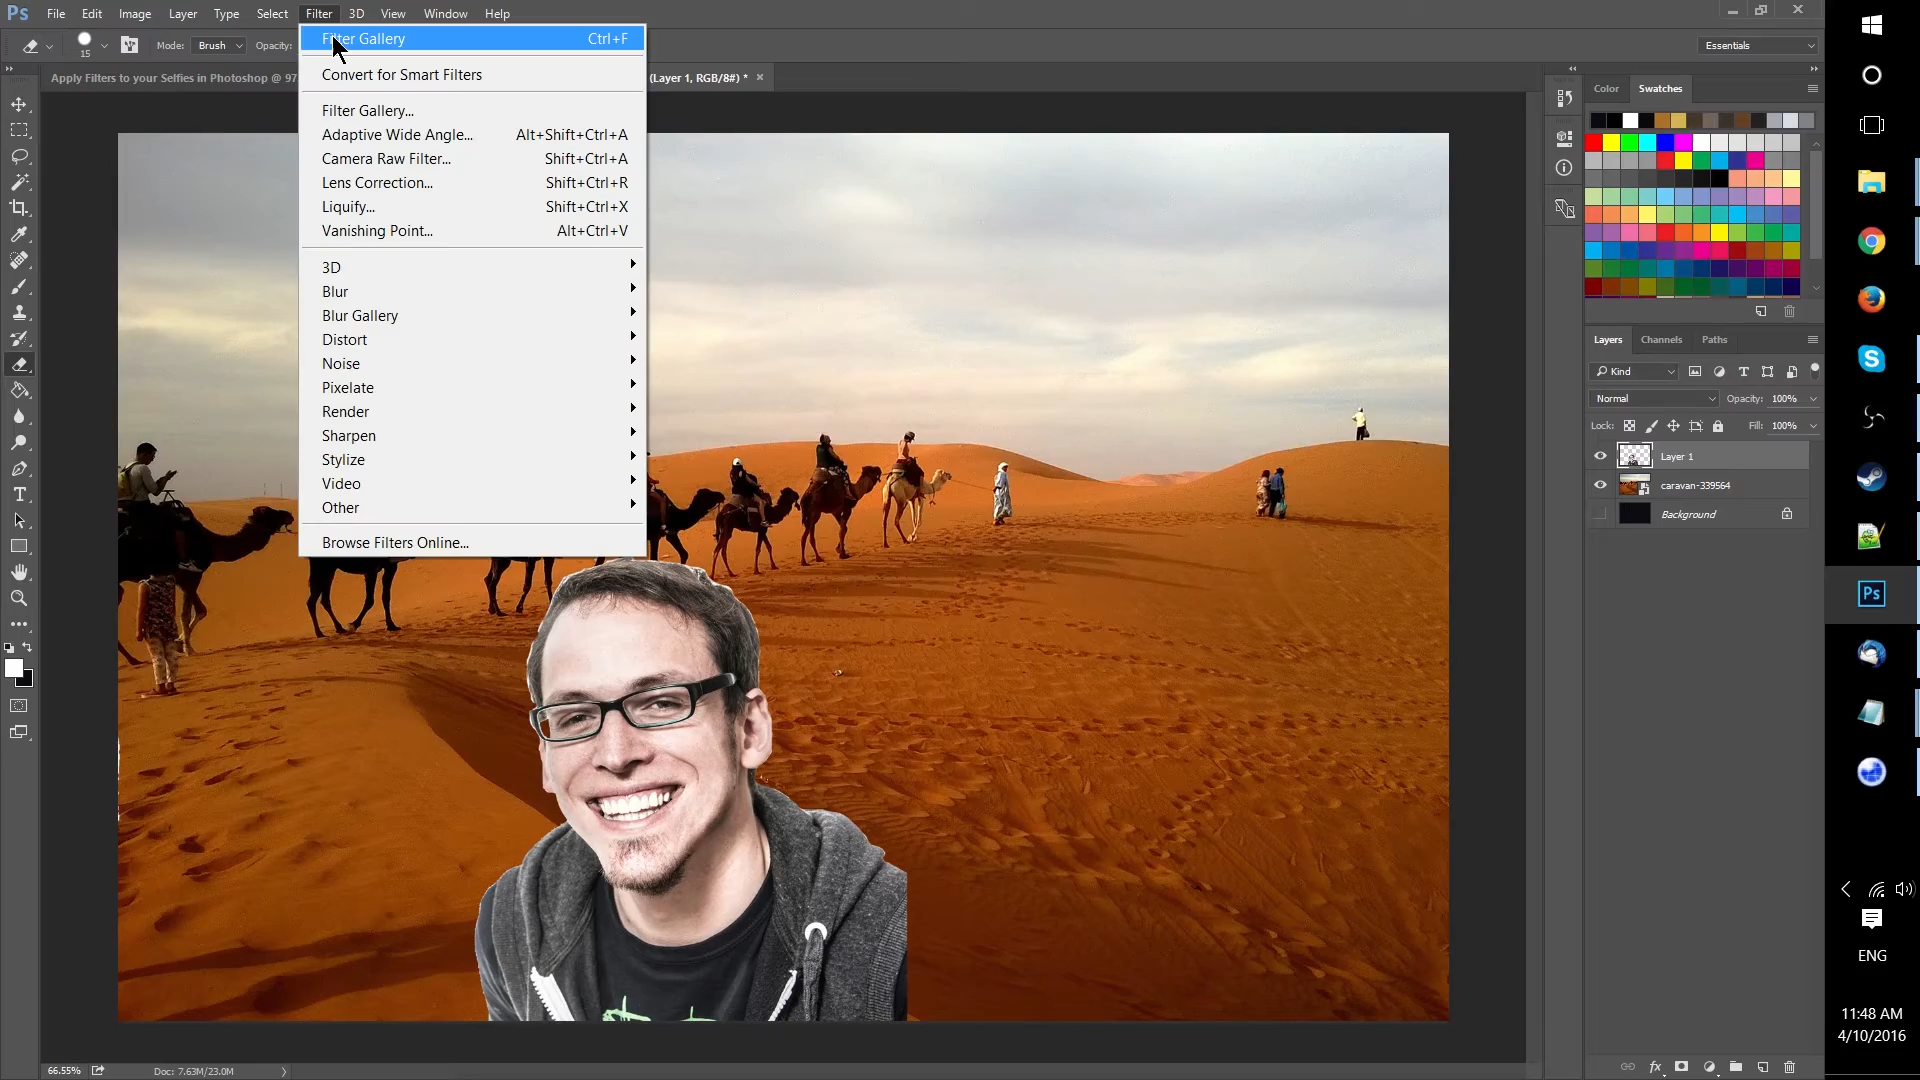 Ps File Edit Image Layer Type Select Filter 3D View Window Help
15 Mode: Brush Opacity: Essentials
Apply Filters to your Selfies in Photoshop @ 97 (Layer 1, RGB/8#) *
Filter Gallery Ctrl+F
Convert for Smart Filters
Filter Gallery...
Adaptive Wide Angle... Alt+Shift+Ctrl+A
Camera Raw Filter... Shift+Ctrl+A
Lens Correction... Shift+Ctrl+R
Liquify... Shift+Ctrl+X
Vanishing Point... Alt+Ctrl+V
3D
Blur
Blur Gallery
Distort
Noise
Pixelate
Render
Sharpen
Stylize
Video
Other
Browse Filters Online...
Color Swatches
Layers Channels Paths
Kind
Normal Opacity: 100%
Lock: Fill: 100%
Layer 1
caravan-339564
Background
fx
66.55% Doc: 7.63M/23.0M
Ps
ENG
11:48 AM
4/10/2016